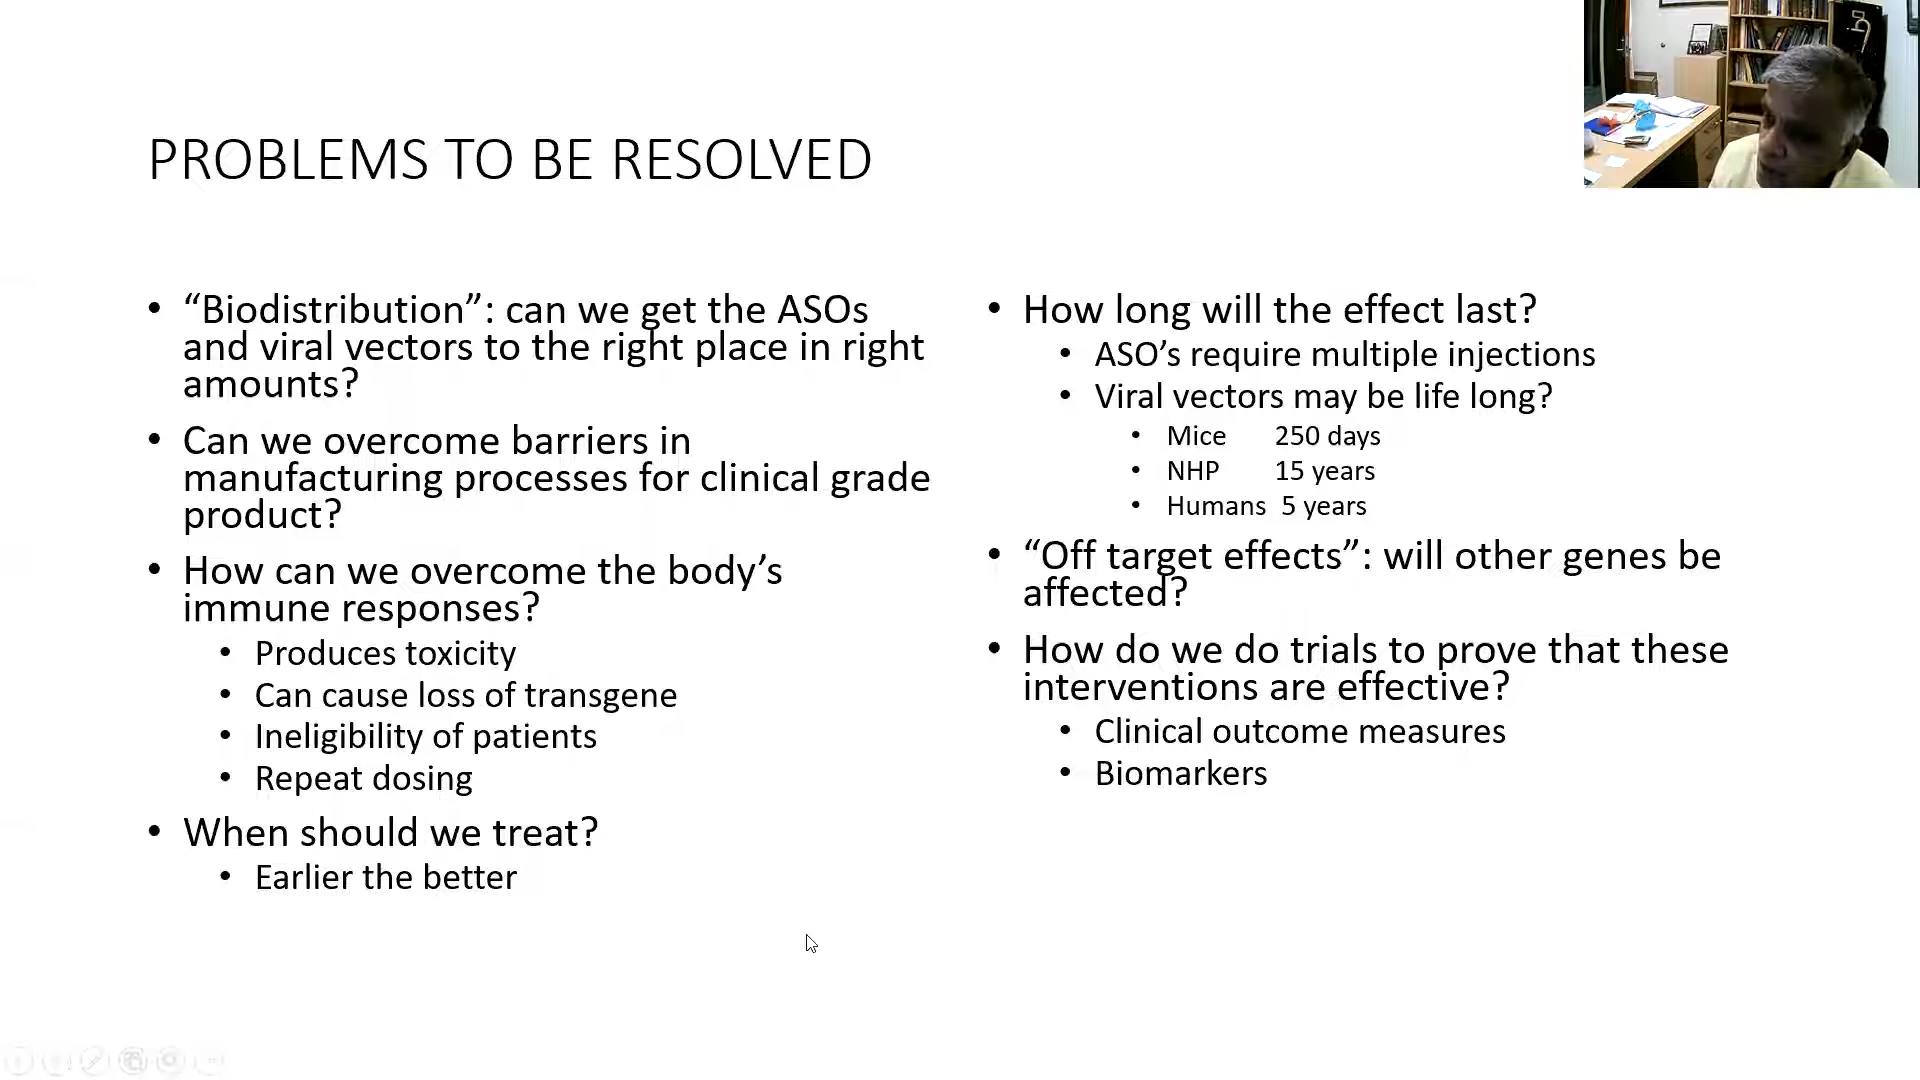 PROBLEMS TO BE RESOLVED
• “Biodistribution”: can we get the ASOs
and viral vectors to the right place in right
amounts?
• Can we overcome barriers in
manufacturing processes for clinical grade
product?
• How can we overcome the body’s
immune responses?
• Produces toxicity
• Can cause loss of transgene
• Ineligibility of patients
• Repeat dosing
• When should we treat?
• Earlier the better
• How long will the effect last?
• ASO’s require multiple injections
• Viral vectors may be life long?
• Mice 250 days
• NHP 15 years
• Humans 5 years
• “Off target effects”: will other genes be
affected?
• How do we do trials to prove that these
interventions are effective?
• Clinical outcome measures
• Biomarkers